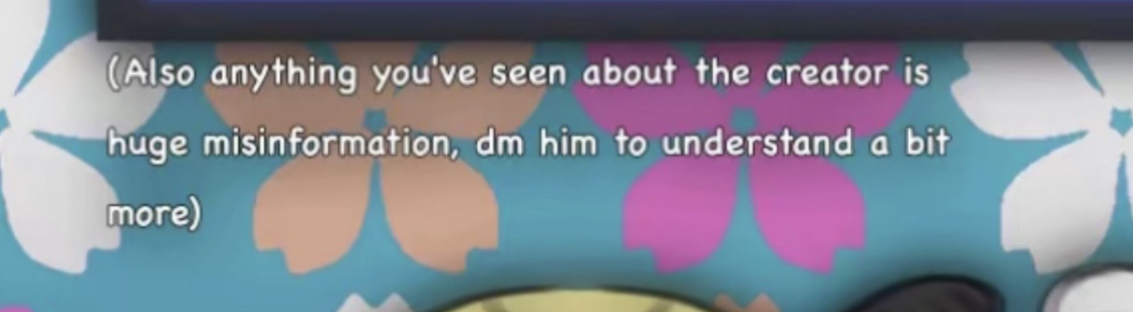 (Also anything you've seen about the creator is
huge misinformation, dm him to understand a bit
more)